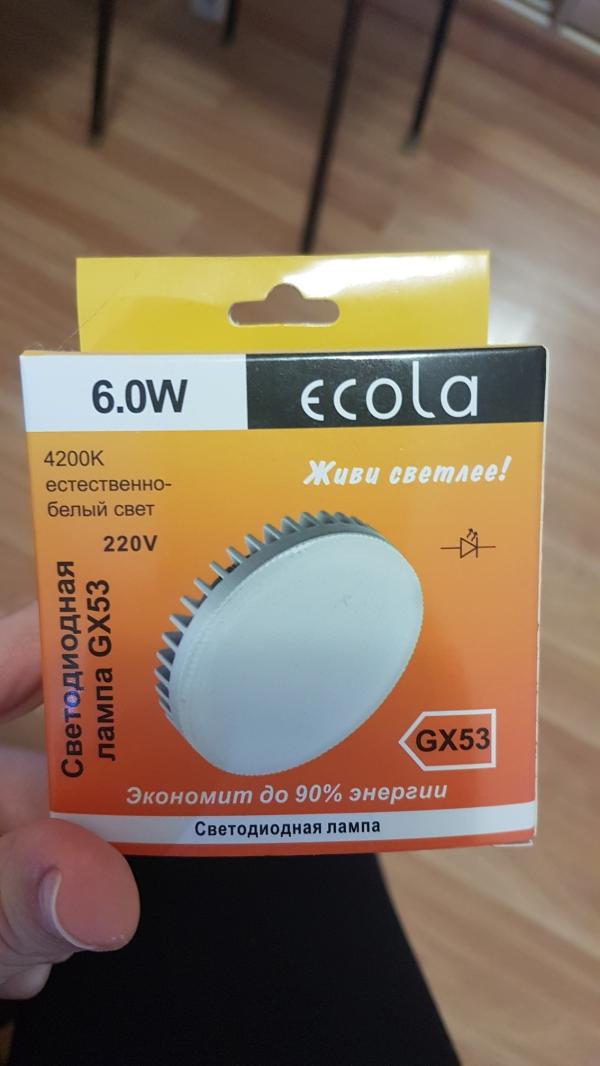 6.0W
ecola
4200K
естественно-
белый свет
220V
Живи светлее!
Светодиодная
лампа GX53
GX53
Экономит до 90% энергии
Светодиодная лампа